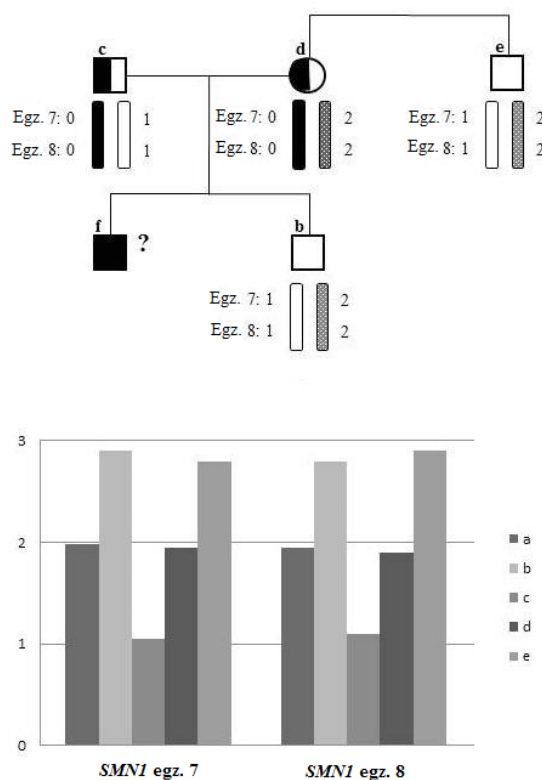 c d e
Egz. 7: 0 1 Egz. 7: 0 2 Egz. 7: 1 2
Egz. 8: 0 1 Egz. 8: 0 2 Egz. 8: 1 2
f ? b
Egz. 7: 1 2
Egz. 8: 1 2
3
2
1
0
a
b
c
d
e
SMN1 egz. 7 SMN1 egz. 8